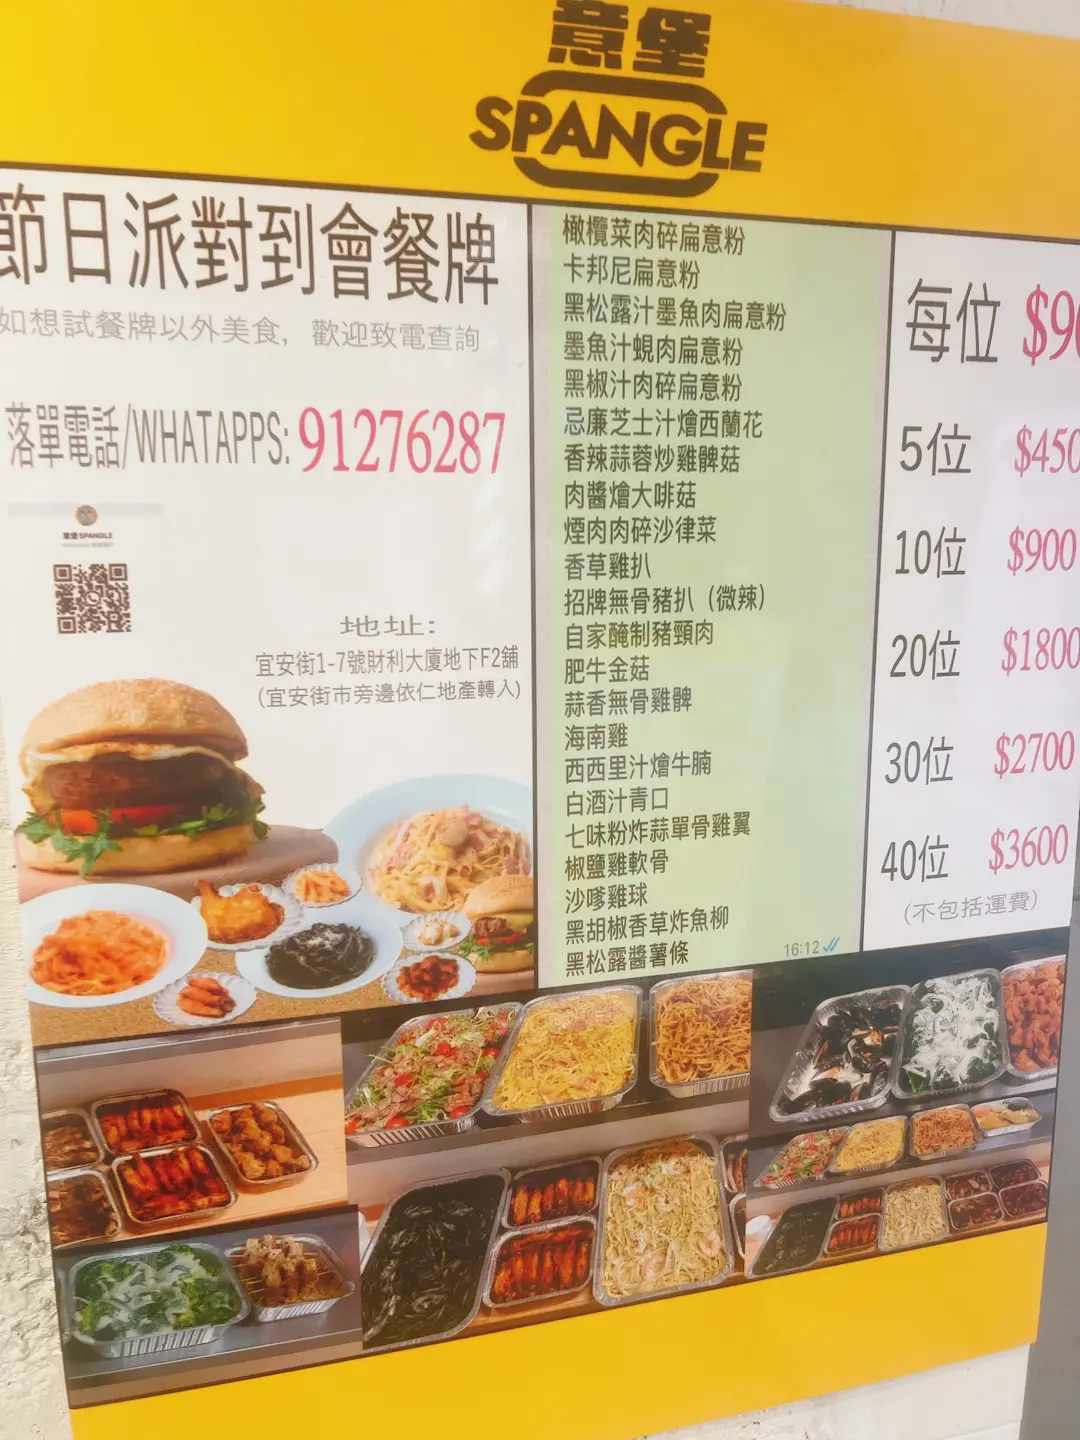 意堡
SPANGLE
節日派對到會餐牌
如想試餐牌以外美食，歡迎致電查詢
落單電話/WHATAPPS: 91276287
意堡SPANGLE
地址:
宜安街1-7號財利大廈地下F2舖
(宜安街市旁邊依仁地產轉入)
橄欖菜肉碎扁意粉
卡邦尼扁意粉
黑松露汁墨魚肉扁意粉
墨魚汁蜆肉扁意粉
黑椒汁肉碎扁意粉
忌廉芝士汁燴西蘭花
香辣蒜蓉炒雞髀菇
肉醬燴大啡菇
煙肉肉碎沙律菜
香草雞扒
招牌無骨豬扒（微辣）
自家醃制豬頸肉
肥牛金菇
蒜香無骨雞髀
海南雞
西西里汁燴牛腩
白酒汁青口
七味粉炸蒜單骨雞翼
椒鹽雞軟骨
沙嗲雞球
黑胡椒香草炸魚柳
黑松露醬薯條
16:12
每位 $90
5位 $450
10位 $900
20位 $1800
30位 $2700
40位 $3600
(不包括運費)